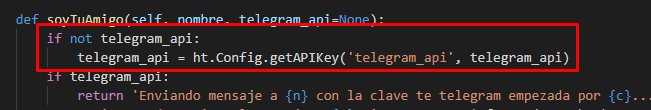 def soyTuAmigo(self, nombre, telegram_api=None):
if not telegram_api:
telegram_api = ht.Config.getAPIKey('telegram_api', telegram_api)
if telegram_api:
return 'Enviando mensaje a {n} con la clave te telegram empezada por {c}...